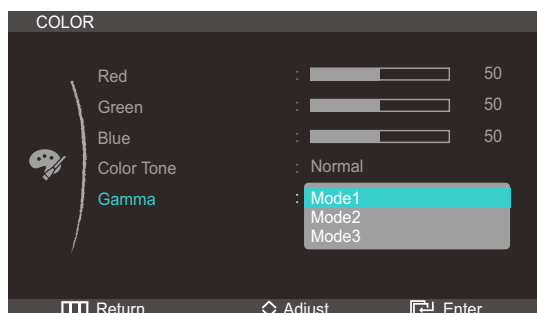 COLOR
Red : 50
Green : 50
Blue : 50
Color Tone : Normal
Gamma : Mode1
Mode2
Mode3
Return Adjust Enter